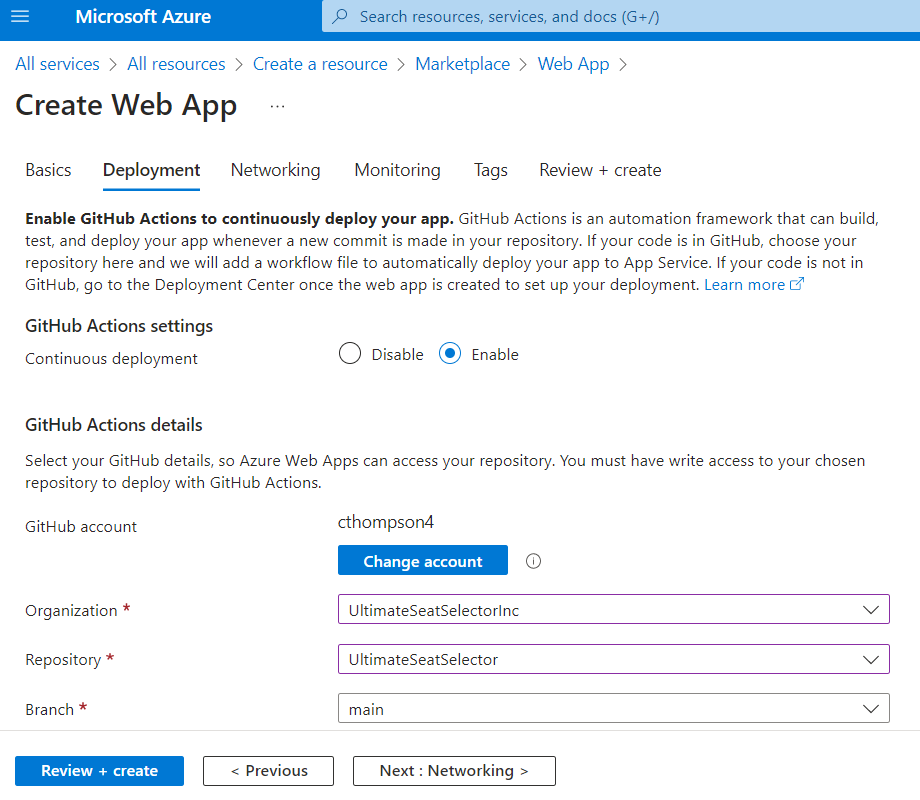 Microsoft Azure
Search resources, services, and docs (G+/)
All services > All resources > Create a resource > Marketplace > Web App >
Create Web App ...
Basics Deployment Networking Monitoring Tags Review + create
Enable GitHub Actions to continuously deploy your app. GitHub Actions is an automation framework that can build,
test, and deploy your app whenever a new commit is made in your repository. If your code is in GitHub, choose your
repository here and we will add a workflow file to automatically deploy your app to App Service. If your code is not in
GitHub, go to the Deployment Center once the web app is created to set up your deployment. Learn more
GitHub Actions settings
Continuous deployment Disable Enable
GitHub Actions details
Select your GitHub details, so Azure Web Apps can access your repository. You must have write access to your chosen
repository to deploy with GitHub Actions.
GitHub account cthompson4
Change account
Organization * UltimateSeatSelectorInc
Repository * UltimateSeatSelector
Branch * main
Review + create < Previous Next : Networking >